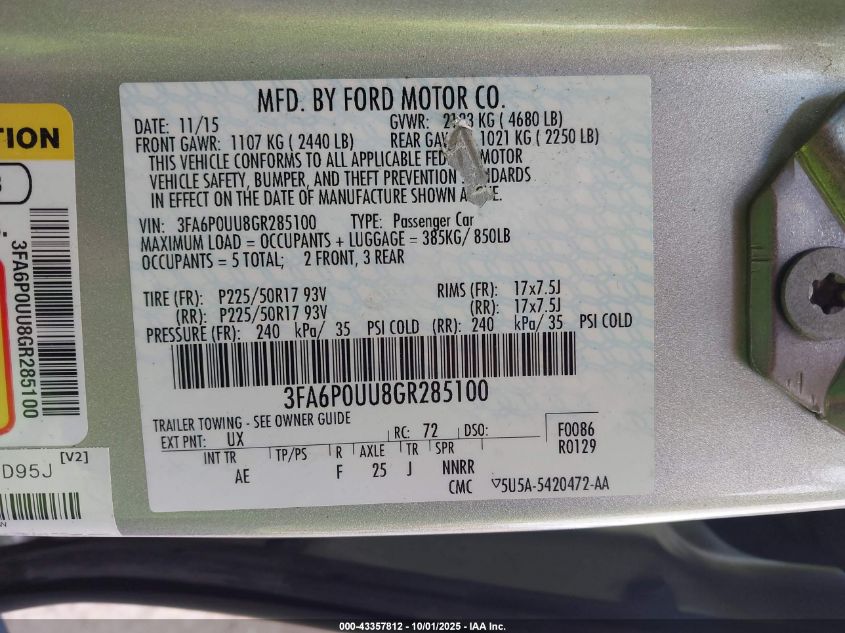 MFD. BY FORD MOTOR CO.
DATE: 11/15 GVWR: KG ( 4680 LB)
FRONT GAWR: 1107 KG ( 2440 LB) REAR 1021 KG ( 2250 LB)
THIS VEHICLE CONFORMS TO ALL APPLICABLE MOTOR
VEHICLE SAFETY, BUMPER, AND THEFT PREVENTION
IN EFFECT ON THE DATE OF MANUFACTURE SHOWN
VIN: 3FA6P0UU8GR285100 TYPE: Passenger Car
MAXIMUM LOAD = OCCUPANTS + LUGGAGE = 385KG/ 850LB
OCCUPANTS = 5 TOTAL; 2 FRONT, 3 REAR
TIRE (FR): P225/50R17 93V RIMS (FR): 17x7.5J
(RR): P225/50R17 93V (RR): 17x7.5J
PRESSURE (FR): 240 kPa/ 35 PSI COLD (RR): 240 kPa/ 35 PSI COLD
3FA6P0UU8GR285100
TRAILER TOWING - SEE OWNER GUIDE
EXT PNT: UX RC: 72 DSO: F0086
R0129
INT TR TP/PS R AXLE TR SPR
AE F 25 J NNRR
CMC 5U5A-5420472-AA
3FA6P0UU8GR285100
D95J [V2]
000-43357812 - 10/01/2025 - IAA Inc.